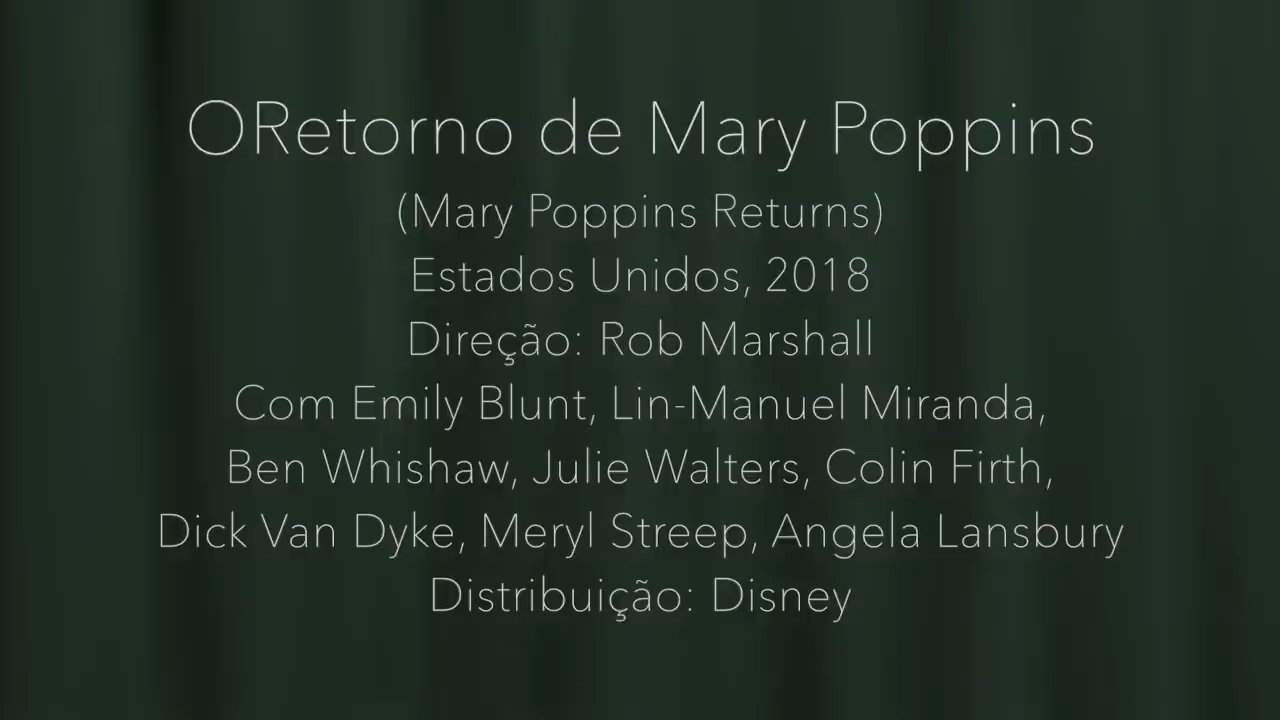 ORetorno de Mary Poppins
(Mary Poppins Returns)
Estados Unidos, 2018
Direção: Rob Marshall
Com Emily Blunt, Lin-Manuel Miranda,
Ben Whishaw, Julie Walters, Colin Firth,
Dick Van Dyke, Meryl Streep, Angela Lansbury
Distribuição: Disney